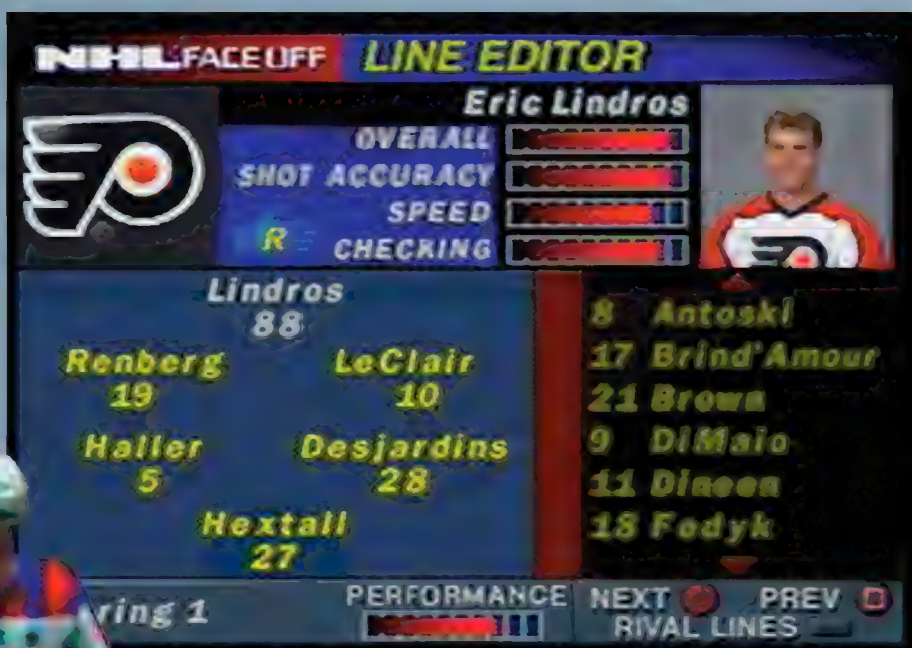 NHL FACEOFF LINE EDITOR
Eric Lindros
OVERALL
SHOT ACCURACY
SPEED
R
CHECKING
Lindros
88
Renberg LeClair
19 10
Haller Desjardins
5 28
Hextall
27
8 Antoski
17 Brind'Amour
21 Brown
9 DiMaio
11 Dineen
18 Fedyk
ring 1
PERFORMANCE
NEXT PREV
RIVAL LINES